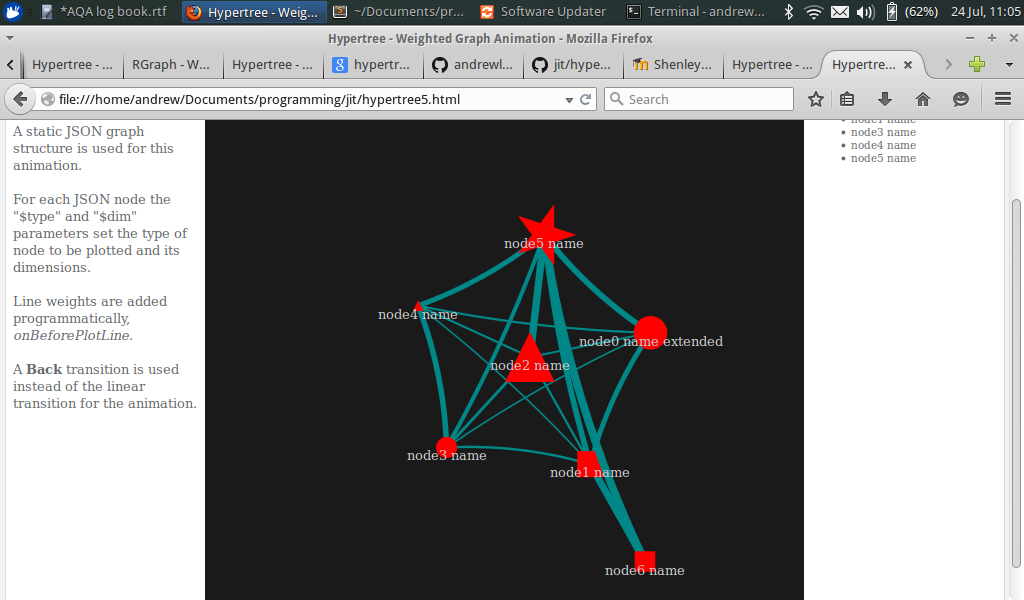 *AQA log book.rtf
Hypertree - Weig...
~/Documents/pr...
Software Updater
Terminal - andrew...
(62%)
24 Jul, 11:05
Hypertree - Weighted Graph Animation - Mozilla Firefox
Hypertree - ...
RGraph - W...
Hypertree - ...
hypertr...
andrewl...
jit/hype...
Shenley...
Hypertree - ...
Hypertre...
file:///home/andrew/Documents/programming/jit/hypertree5.html
Search
A static JSON graph
structure is used for this
animation.
For each JSON node the
"$type" and "$dim"
parameters set the type of
node to be plotted and its
dimensions.
Line weights are added
programmatically,
onBeforePlotLine.
A Back transition is used
instead of the linear
transition for the animation.
node5 name
node4 name
node0 name extended
node2 name
node3 name
node1 name
node6 name
node1 name
node3 name
node4 name
node5 name